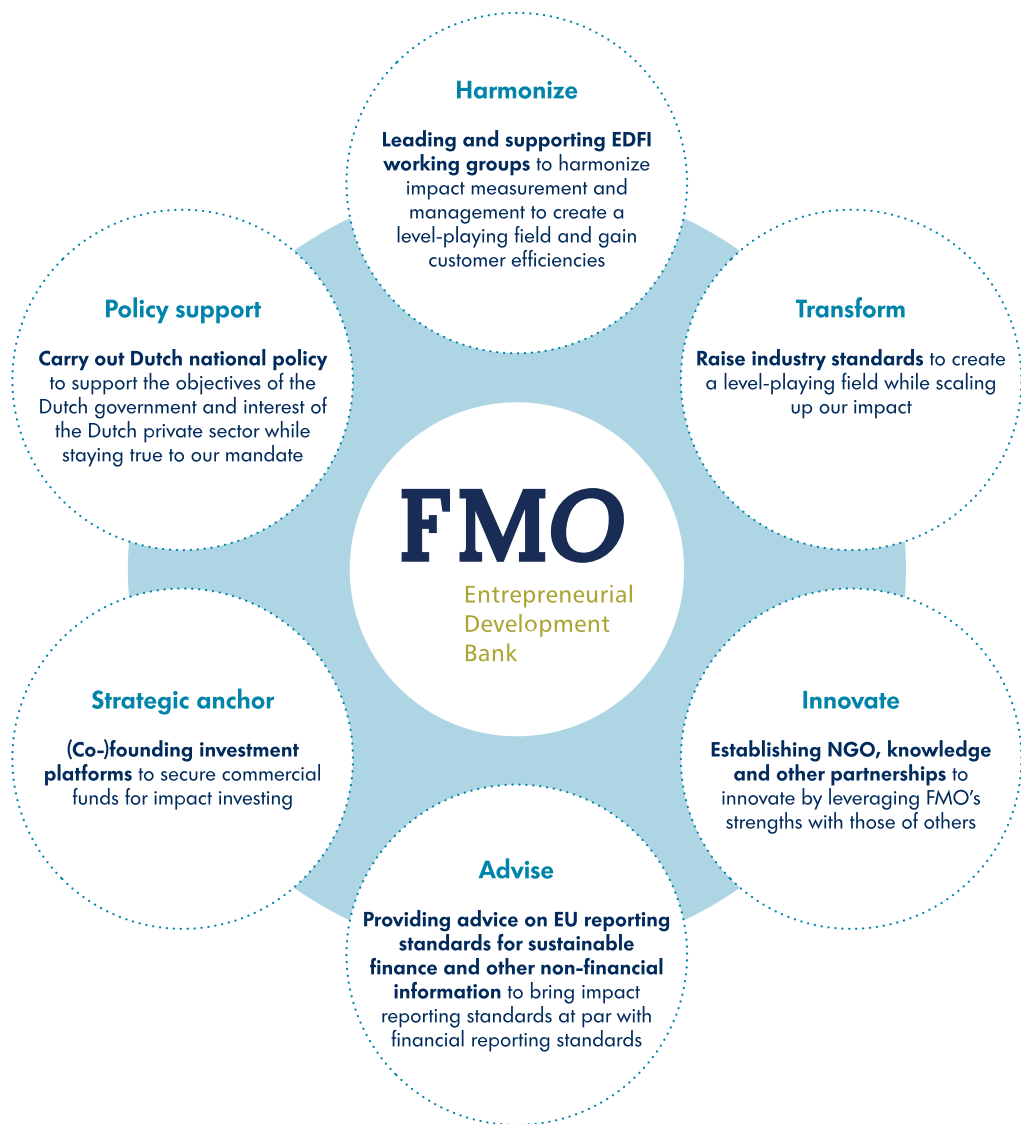 Harmonize
Leading and supporting EDFI
working groups to harmonize
impact measurement and
management to create a
level-playing field and gain
customer efficiencies
Policy support
Carry out Dutch national policy
to support the objectives of the
Dutch government and interest of
the Dutch private sector while
staying true to our mandate
Transform
Raise industry standards to create
a level-playing field while scaling
up our impact
FMO
Entrepreneurial
Development
Bank
Strategic anchor
(Co-)founding investment
platforms to secure commercial
funds for impact investing
Innovate
Establishing NGO, knowledge
and other partnerships to
innovate by leveraging FMO’s
strengths with those of others
Advise
Providing advice on EU reporting
standards for sustainable
finance and other non-financial
information to bring impact
reporting standards at par with
financial reporting standards